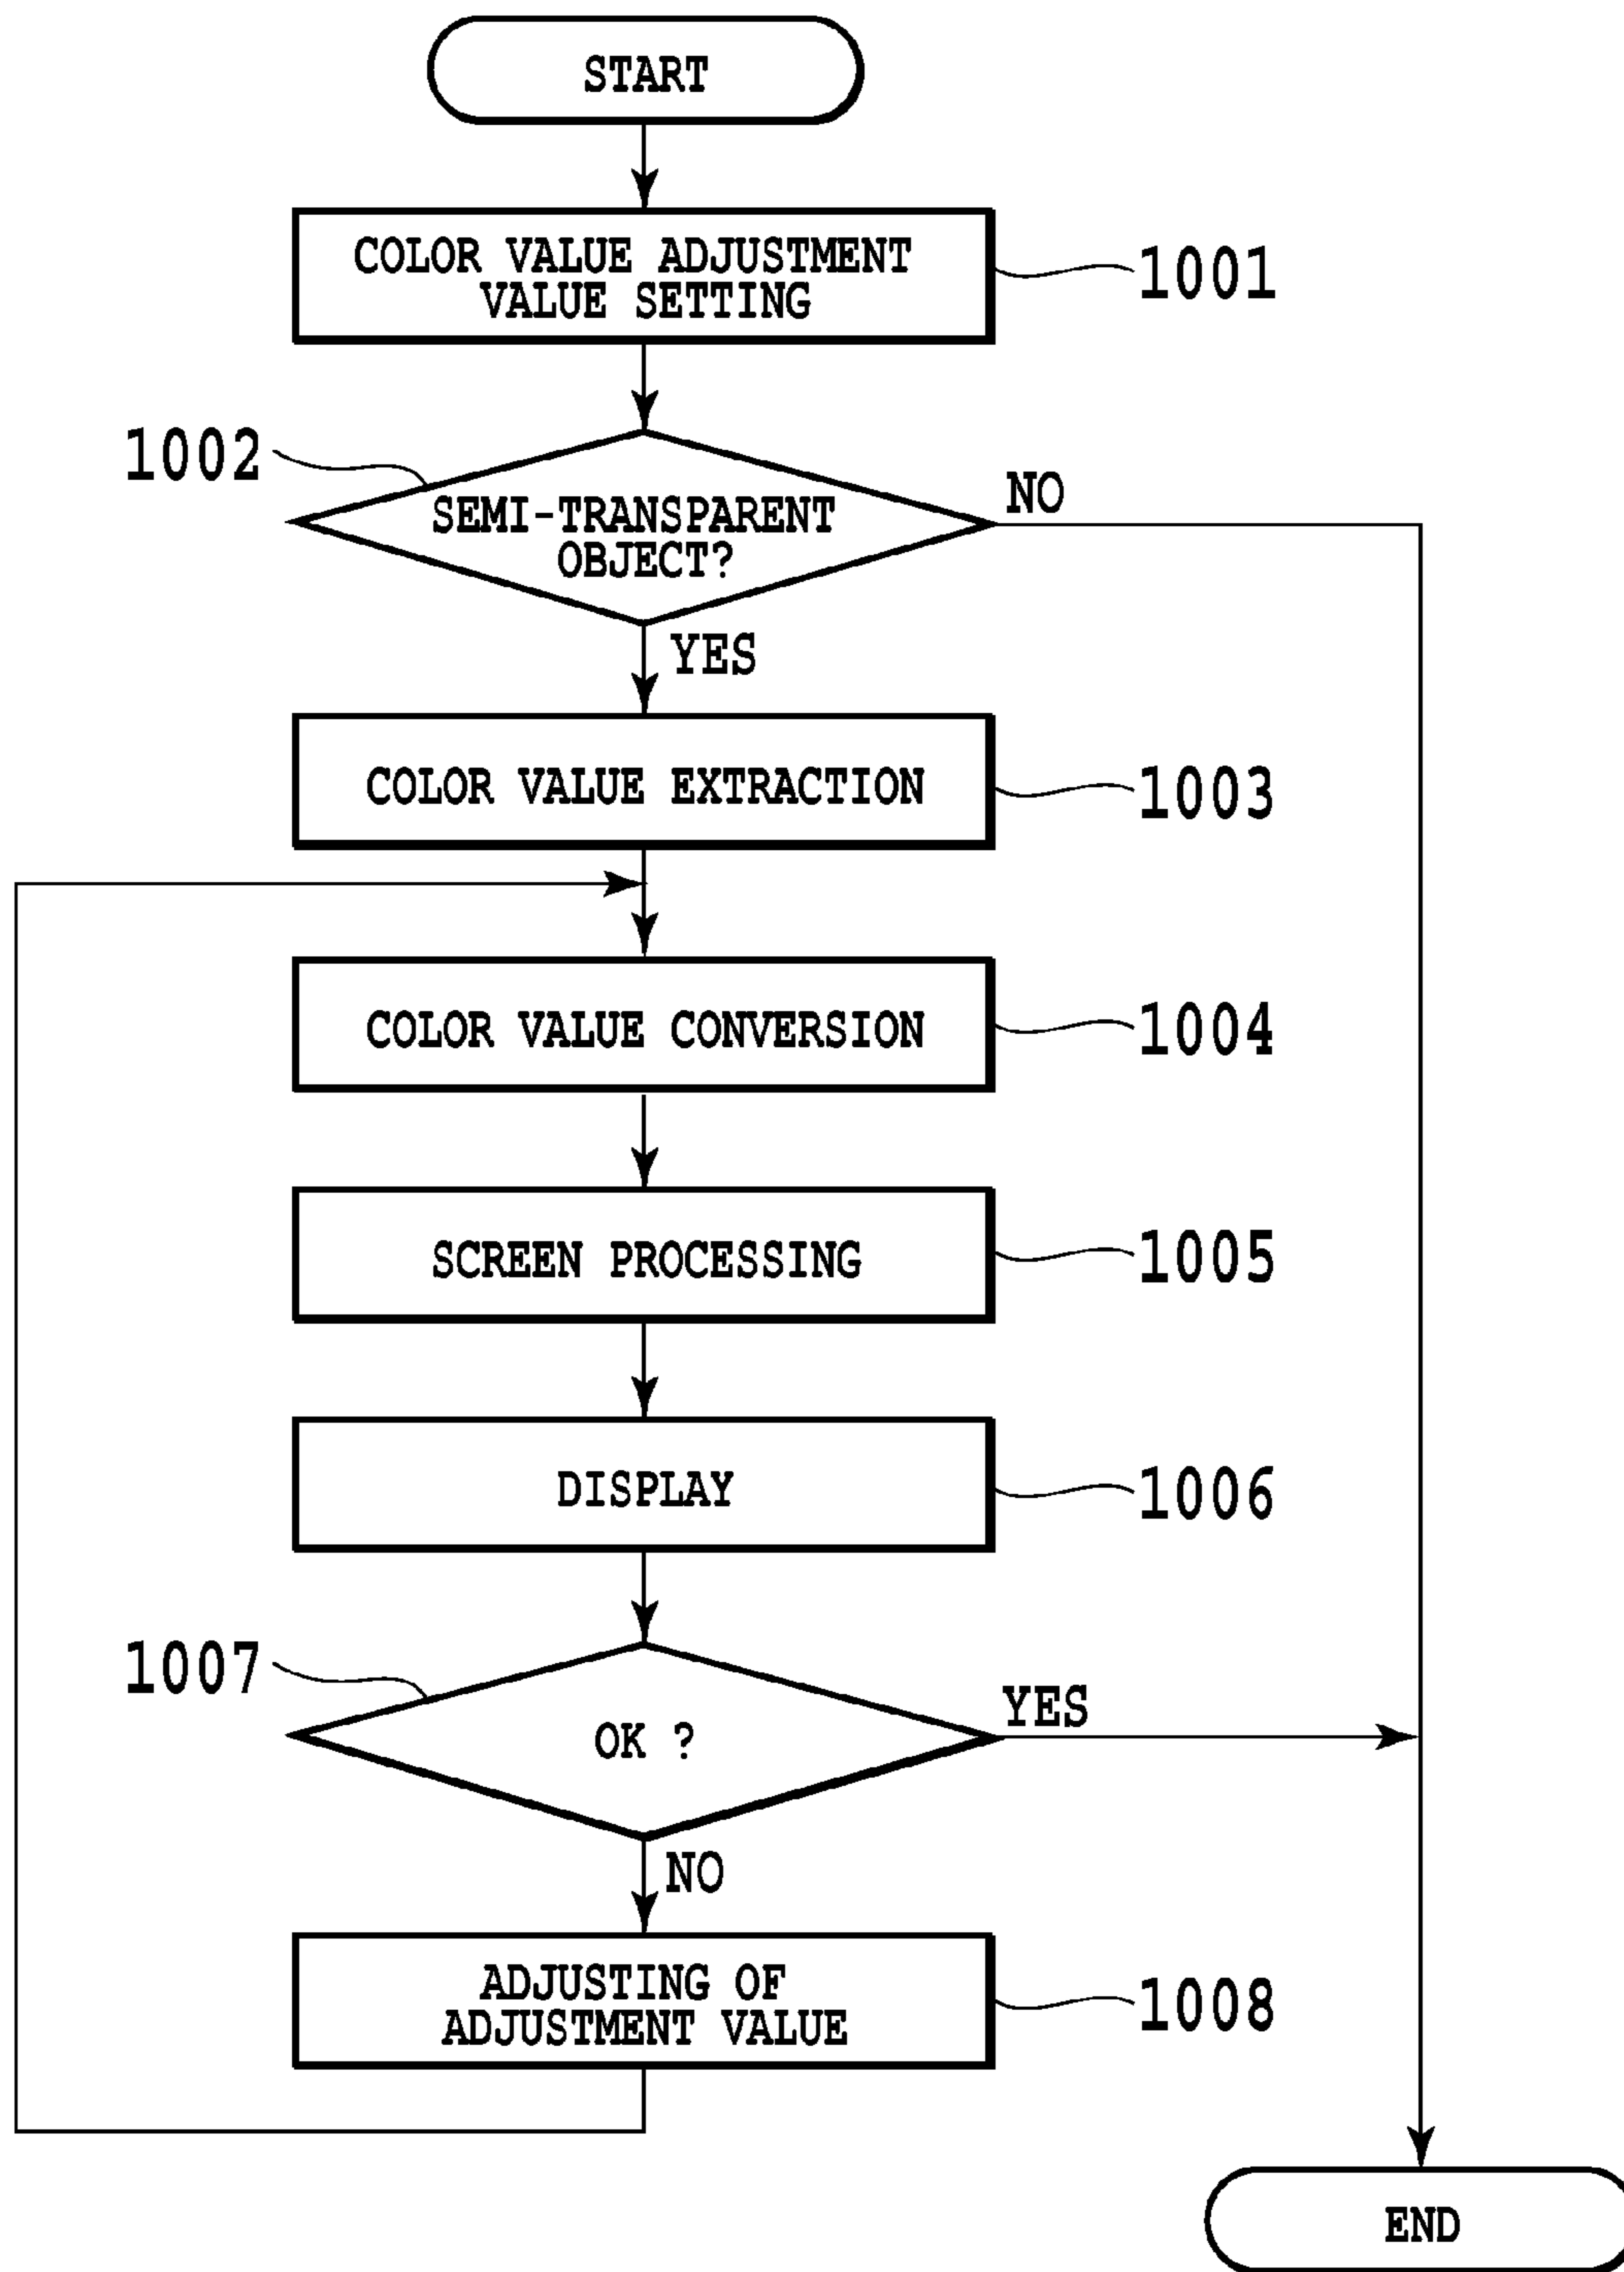 START
COLOR VALUE ADJUSTMENT
VALUE SETTING
1001
1002
SEMI-TRANSPARENT
OBJECT?
NO
YES
COLOR VALUE EXTRACTION
1003
COLOR VALUE CONVERSION
1004
SCREEN PROCESSING
1005
DISPLAY
1006
1007
OK ?
YES
NO
ADJUSTING OF
ADJUSTMENT VALUE
1008
END